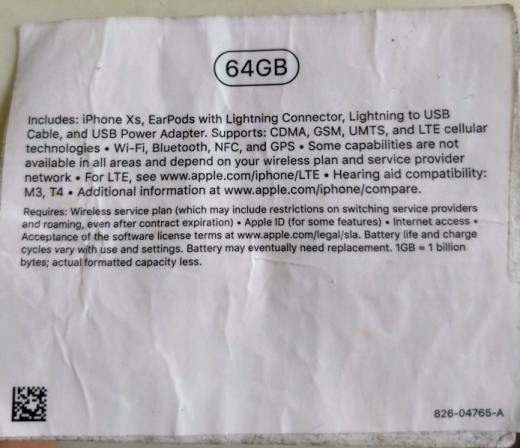 64GB
Includes: iPhone Xs, EarPods with Lightning Connector, Lightning to USB
Cable, and USB Power Adapter. Supports: CDMA, GSM, UMTS, and LTE cellular
technologies • Wi-Fi, Bluetooth, NFC, and GPS • Some capabilities are not
available in all areas and depend on your wireless plan and service provider
network • For LTE, see www.apple.com/iphone/LTE • Hearing aid compatibility:
M3, T4 • Additional information at www.apple.com/iphone/compare.
Requires: Wireless service plan (which may include restrictions on switching service providers
and roaming, even after contract expiration) • Apple ID (for some features) • Internet access •
Acceptance of the software license terms at www.apple.com/legal/sla. Battery life and charge
cycles vary with use and settings. Battery may eventually need replacement. 1GB = 1 billion
bytes; actual formatted capacity less.
826-04765-A